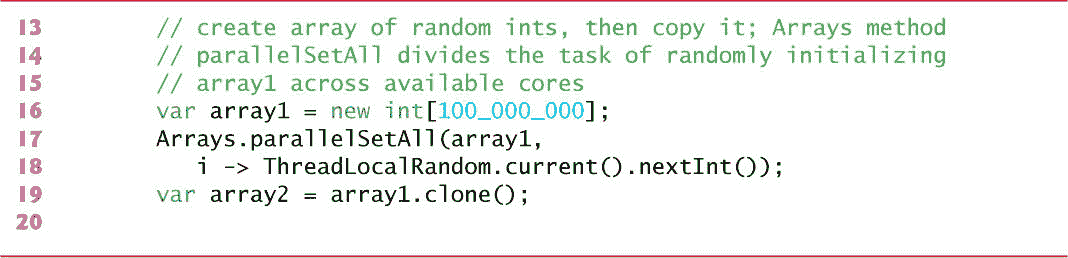 13 // create array of random ints, then copy it; Arrays method
14 // parallelSetAll divides the task of randomly initializing
15 // array1 across available cores
16 var array1 = new int[100_000_000];
17 Arrays.parallelSetAll(array1,
18 i -> ThreadLocalRandom.current().nextInt());
19 var array2 = array1.clone();
20